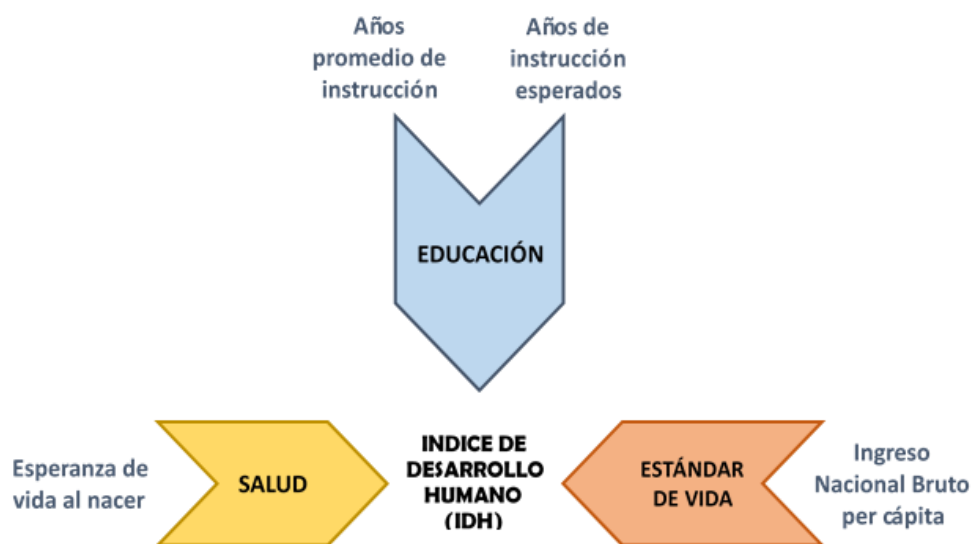 Años
promedio de
instrucción
Años de
instrucción
esperados
EDUCACIÓN
Esperanza de
vida al nacer
SALUD
INDICE DE
DESARROLLO
HUMANO
(IDH)
ESTÁNDAR
DE VIDA
Ingreso
Nacional Bruto
per cápita